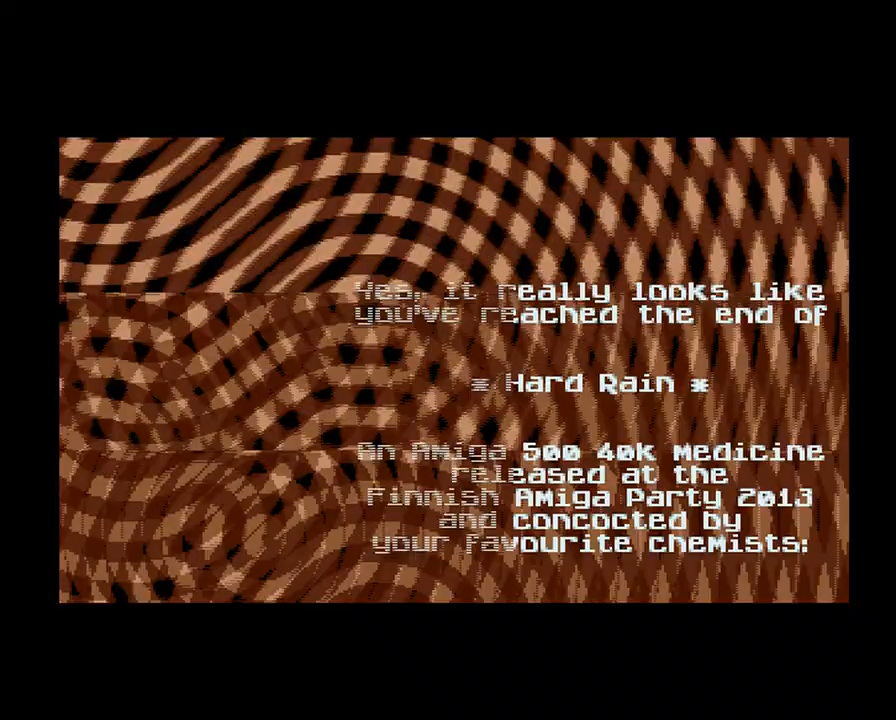 Yes, it really looks like
you've reached the end of
* Hard Rain *
An Amiga 500 40k medicine
released at the
Finnish Amiga Party 2013
and concocted by
your favourite chemists: